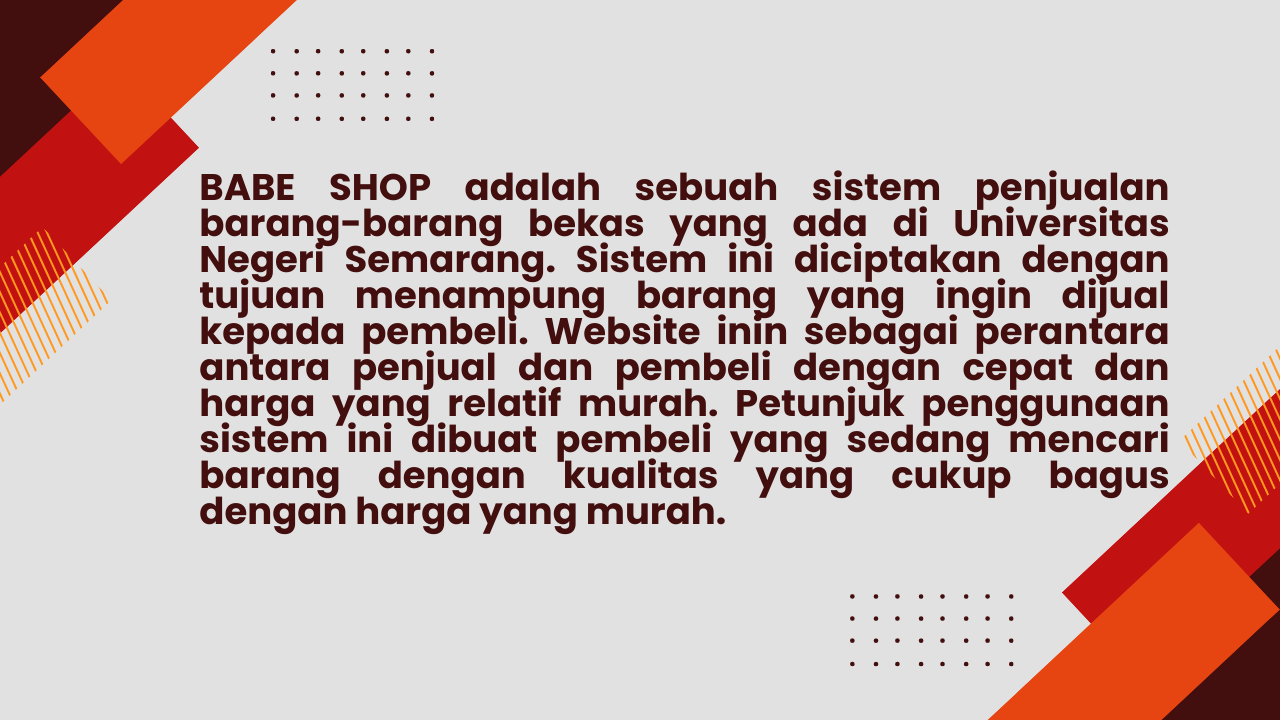 BABE SHOP adalah sebuah sistem penjualan
barang-barang bekas yang ada di Universitas
Negeri Semarang. Sistem ini diciptakan dengan
tujuan menampung barang yang ingin dijual
kepada pembeli. Website inin sebagai perantara
antara penjual dan pembeli dengan cepat dan
harga yang relatif murah. Petunjuk penggunaan
sistem ini dibuat pembeli yang sedang mencari
barang dengan kualitas yang cukup bagus
dengan harga yang murah.